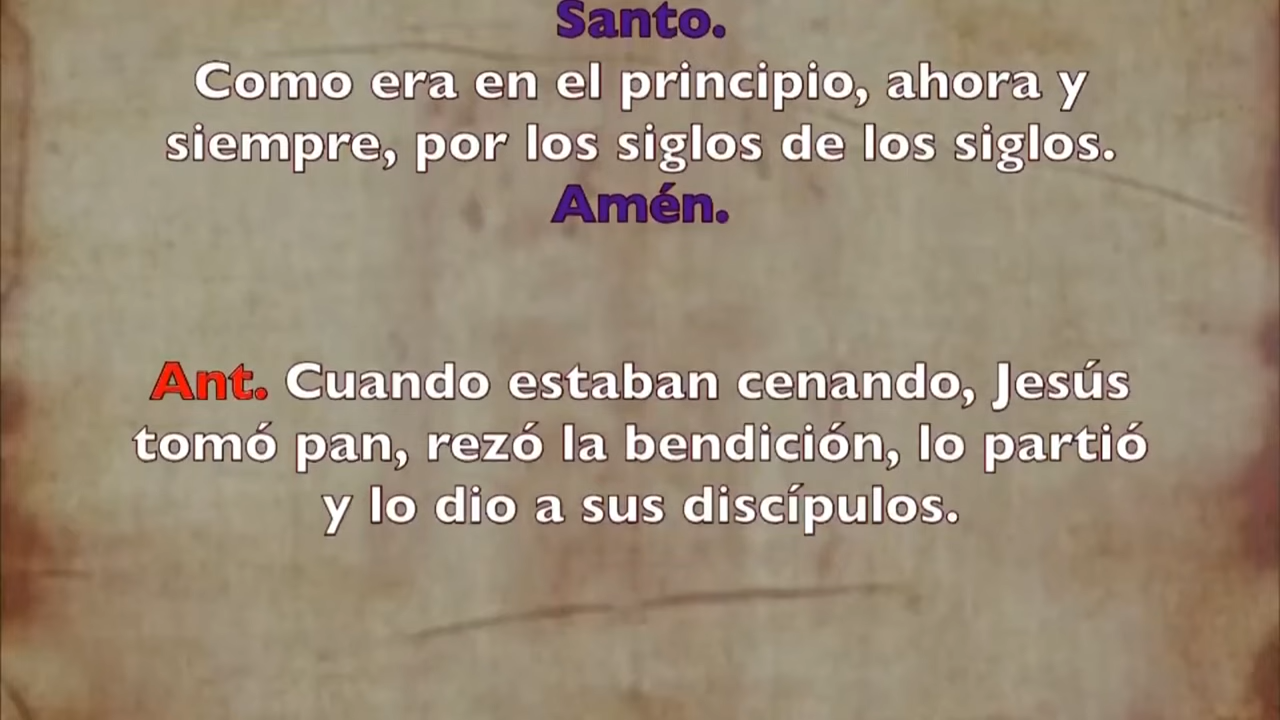 Santo.
Como era en el principio, ahora y
siempre, por los siglos de los siglos.
Amén.
Ant. Cuando estaban cenando, Jesús
tomó pan, rezó la bendición, lo partió
y lo dio a sus discípulos.